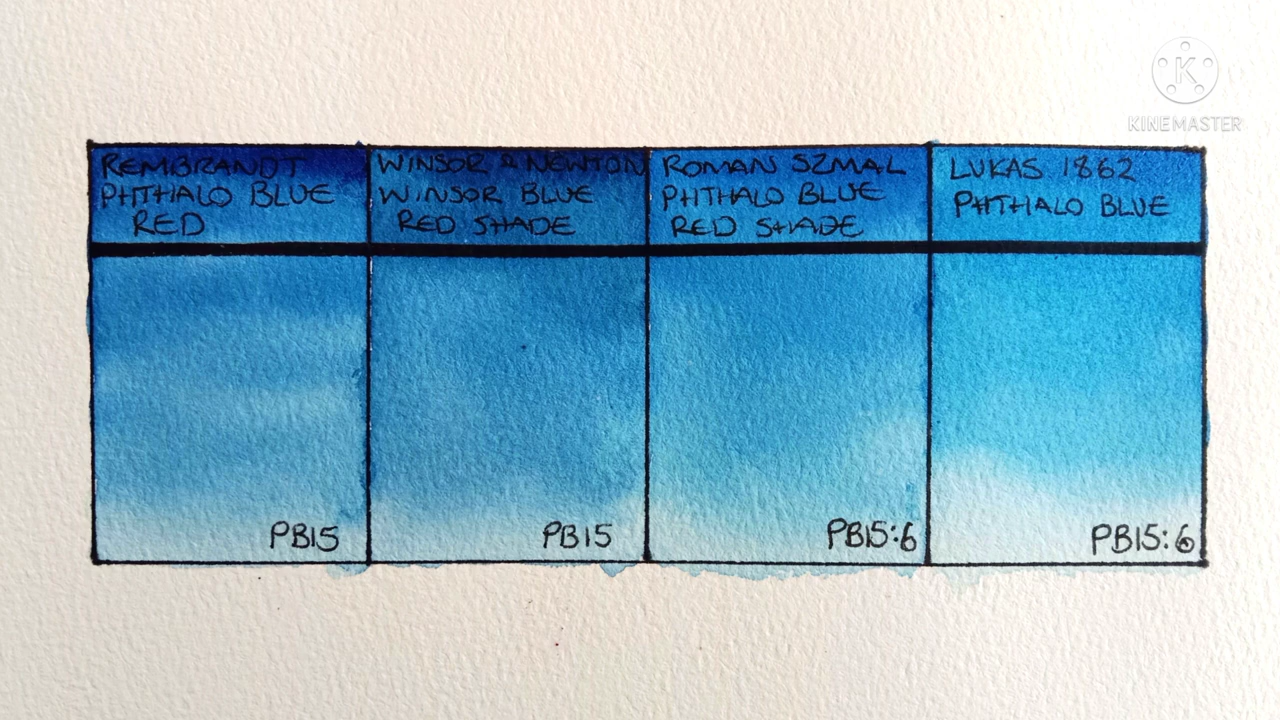 REMBRANDT
PHTHALO BLUE
RED
WINSOR & NEWTON
WINSOR BLUE
RED SHADE
ROMAN SZMAL
PHTHALO BLUE
RED SHADE
LUKAS 1862
PHTHALO BLUE
PB15
PB15
PB15:6
PB15:6
K
KINEMASTER